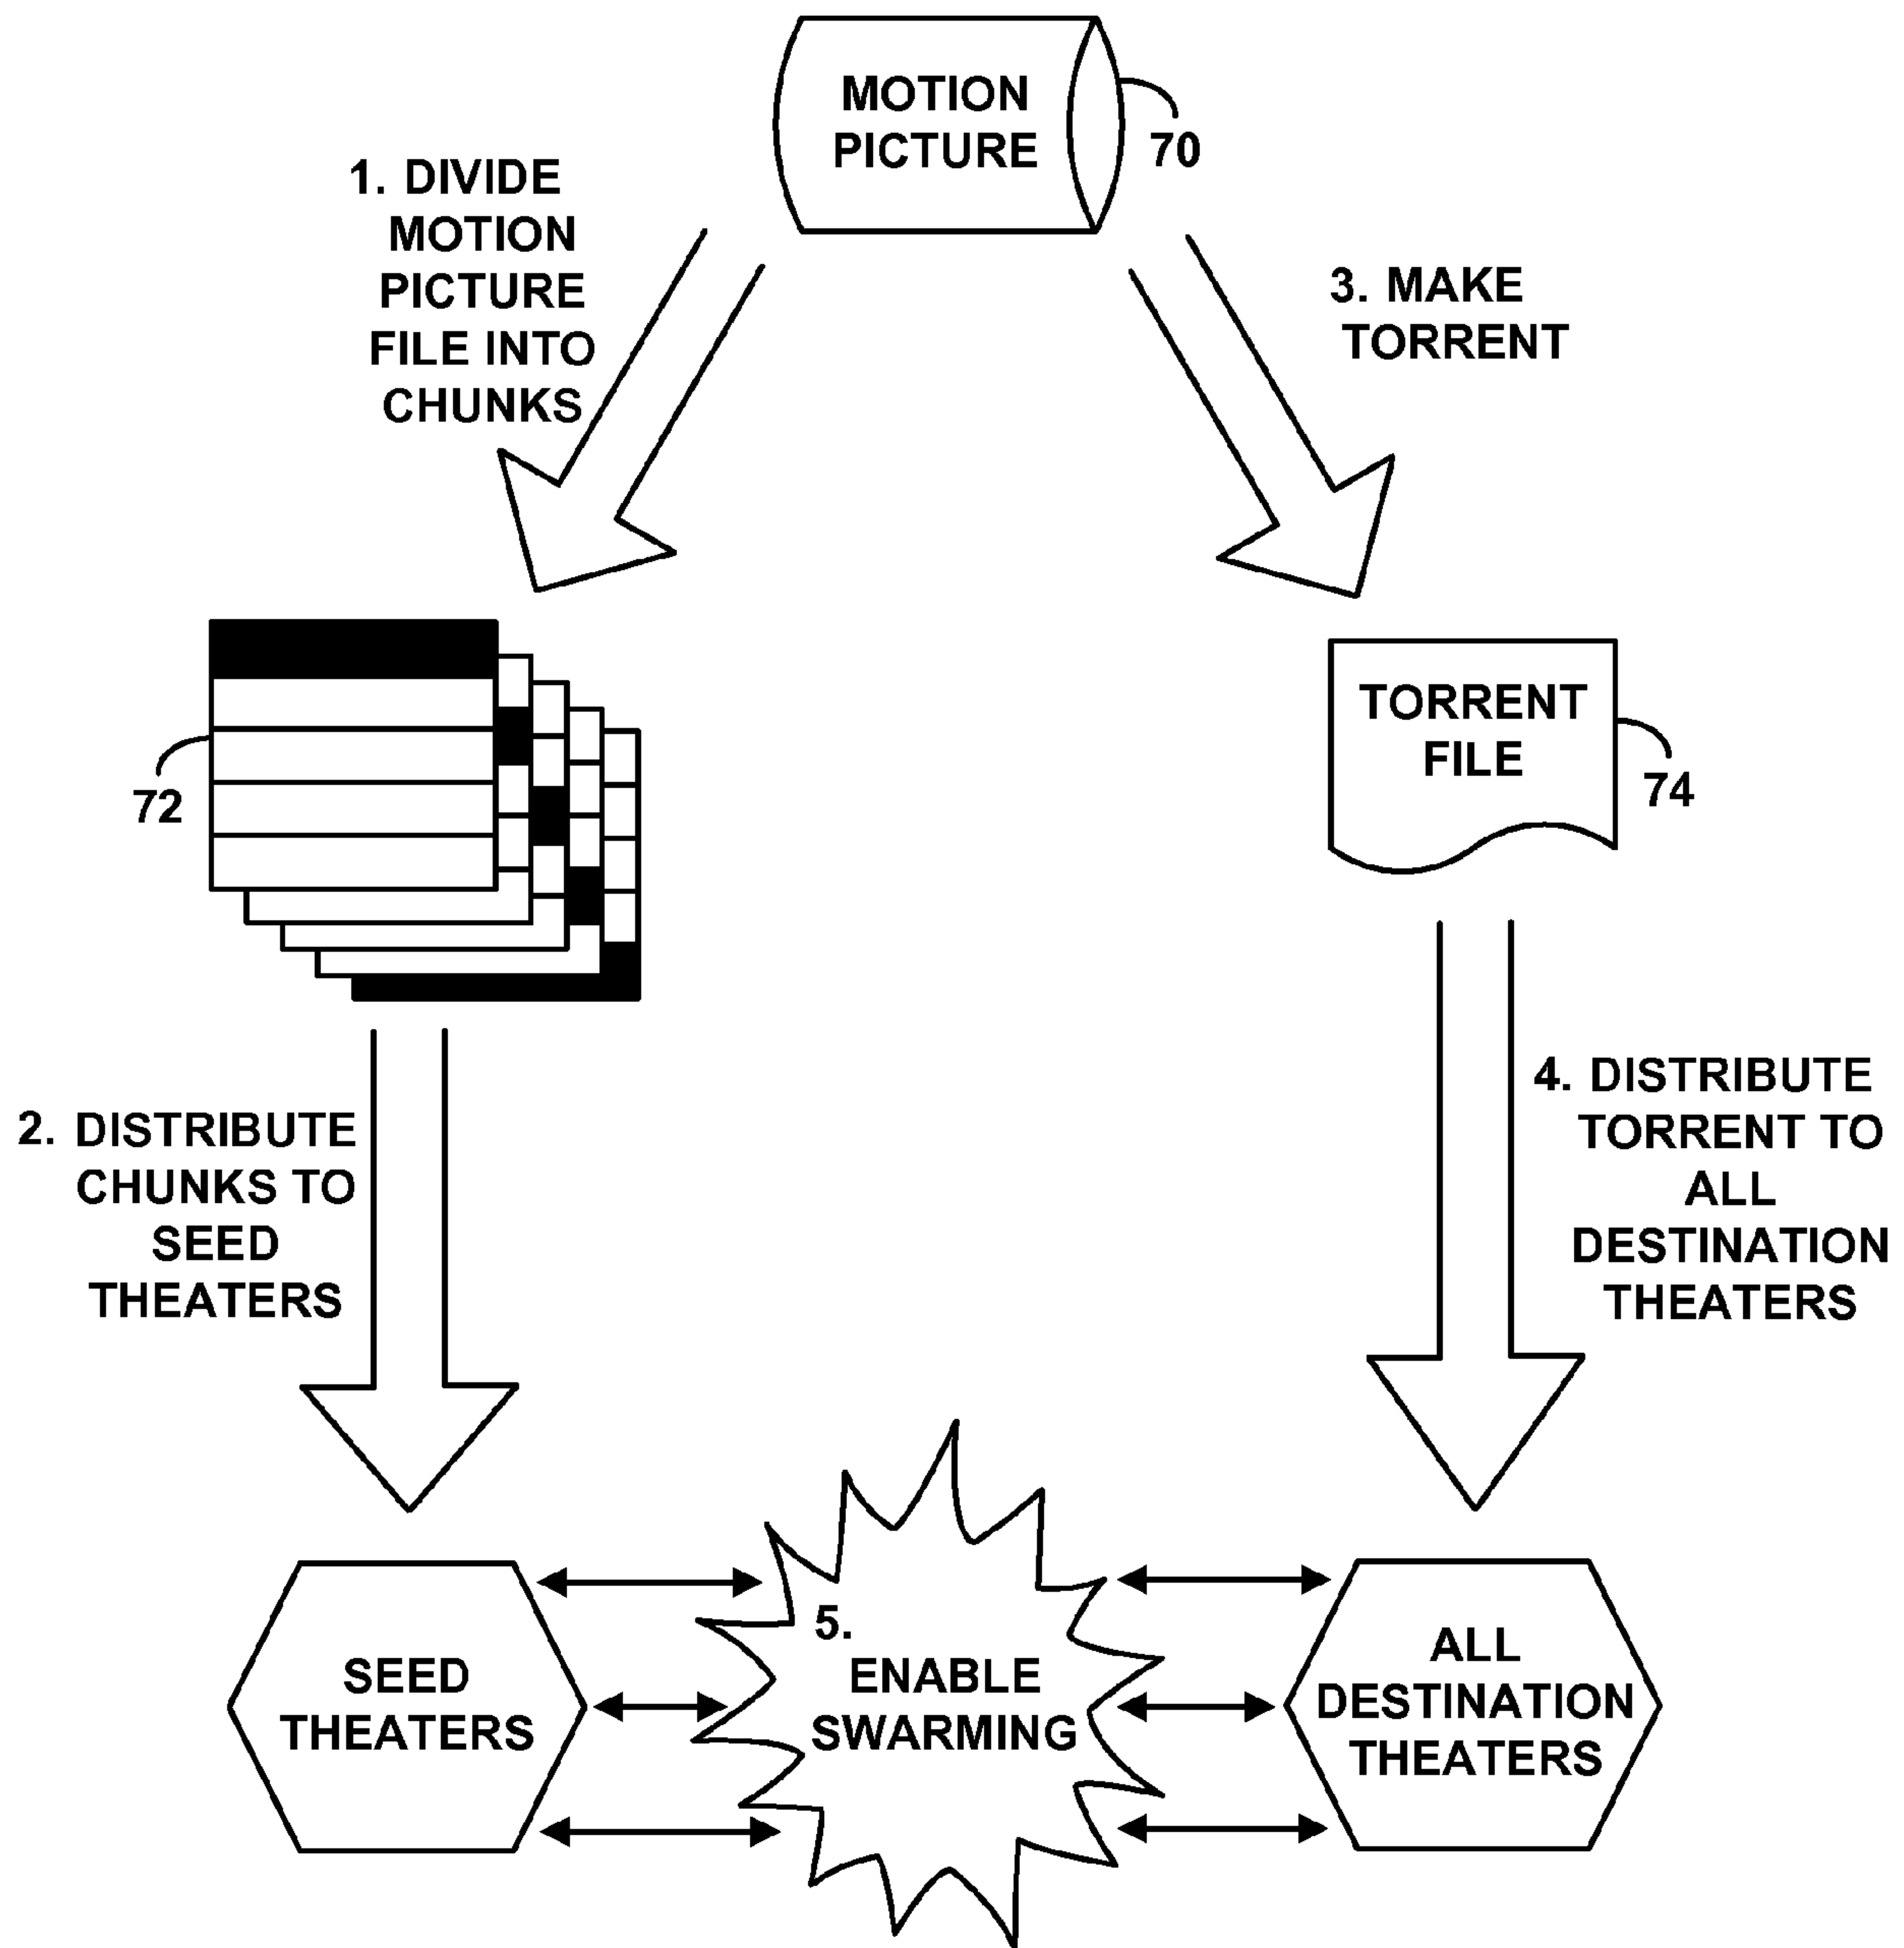 MOTION
PICTURE
70
1. DIVIDE
MOTION
PICTURE
FILE INTO
CHUNKS
3. MAKE
TORRENT
72
TORRENT
FILE
74
2. DISTRIBUTE
CHUNKS TO
SEED
THEATERS
4. DISTRIBUTE
TORRENT TO
ALL
DESTINATION
THEATERS
SEED
THEATERS
5.
ENABLE
SWARMING
ALL
DESTINATION
THEATERS